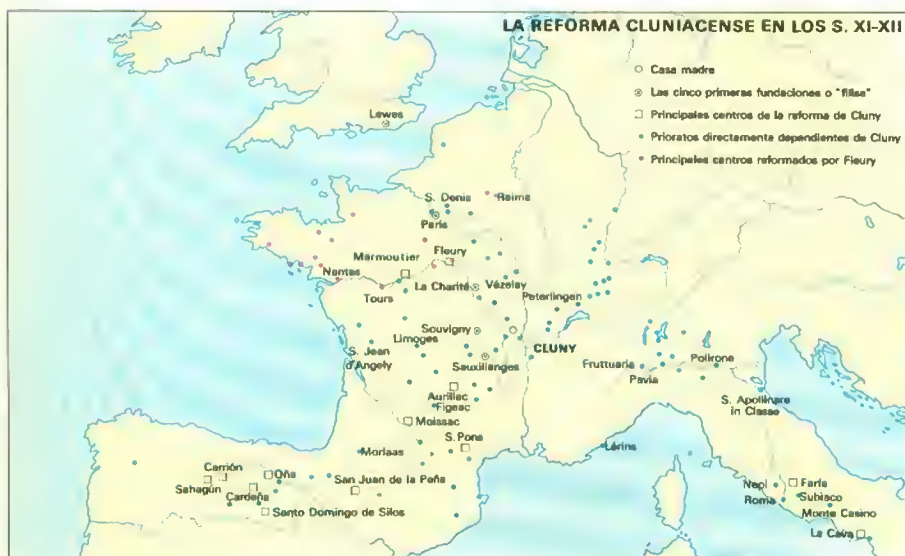 LA REFORMA CLUNIACENSE EN LOS S. XI-XII
Casa madre
Las cinco primeras fundaciones o "filise"
Principales centros de la reforma de Cluny
Prioratos directamente dependientes de Cluny
Principales centros reformados por Fleury
Lewes
S. Denis
Reims
París
Marmoutier
Fleury
Nantes
La Charité
Vézelay
Tours
Peterlingen
Souvigny
Limoges
CLUNY
S. Jean
d'Angely
Sauxillanges
Fruttuaria
Polirone
Pavia
Aurillac
Figeac
S. Apollinare
in Classe
Moissac
S. Pons
Morlaas
Lérins
Carrión
Oña
San Juan de la Peña
Sahagún
Cardeña
Nepi
Farfa
Subiaco
Roma
Santo Domingo de Silos
Monte Casino
La Cava